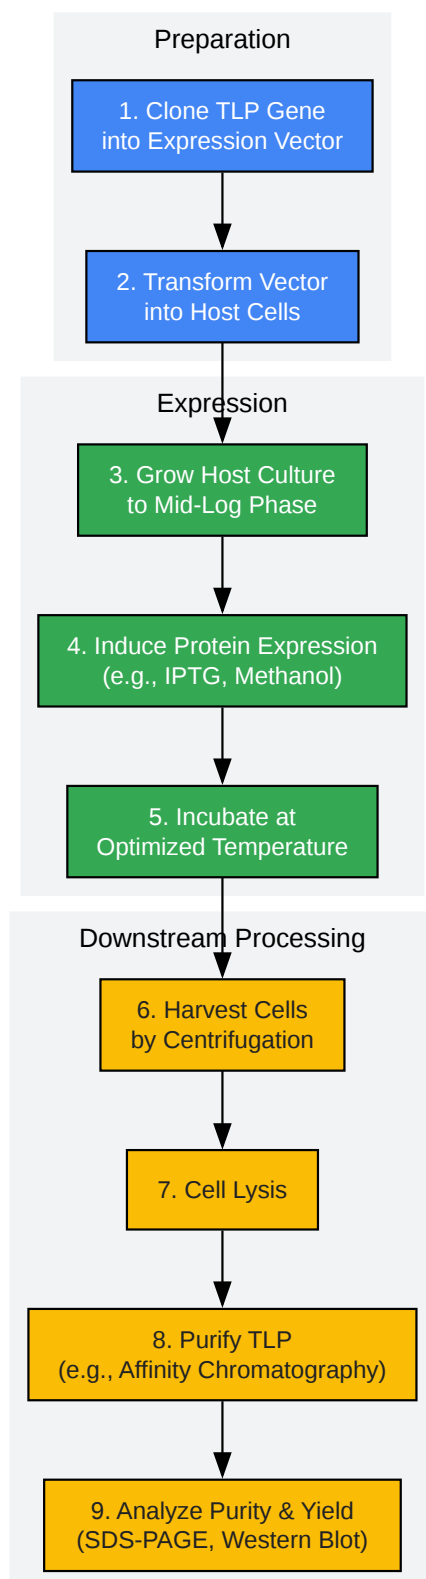 Preparation
1. Clone TLP Gene
into Expression Vector
2. Transform Vector
into Host Cells
Expression
3. Grow Host Culture
to Mid-Log Phase
4. Induce Protein Expression
(e.g., IPTG, Methanol)
5. Incubate at
Optimized Temperature
Downstream Processing
6. Harvest Cells
by Centrifugation
7. Cell Lysis
8. Purify TLP
(e.g., Affinity Chromatography)
9. Analyze Purity & Yield
(SDS-PAGE, Western Blot)